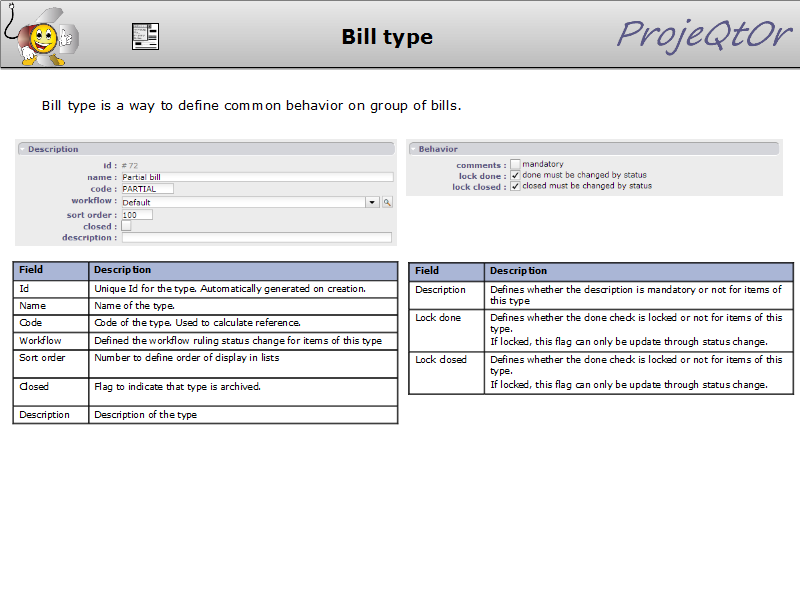 Bill type
ProjeQtOr
Bill type is a way to define common behavior on group of bills.
Description
id : # 72
name : Partial bill
code : PARTIAL
workflow : Default
sort order : 100
closed :
description :
Behavior
comments : mandatory
lock done : done must be changed by status
lock closed : closed must be changed by status
Field Description
Id Unique Id for the type. Automatically generated on creation.
Name Name of the type.
Code Code of the type. Used to calculate reference.
Workflow Defined the workflow ruling status change for items of this type
Sort order Number to define order of display in lists
Closed Flag to indicate that type is archived.
Description Description of the type
Field Description
Description Defines whether the description is mandatory or not for items of
this type
Lock done Defines whether the done check is locked or not for items of this
type.
If locked, this flag can only be update through status change.
Lock closed Defines whether the done check is locked or not for items of this
type.
If locked, this flag can only be update through status change.